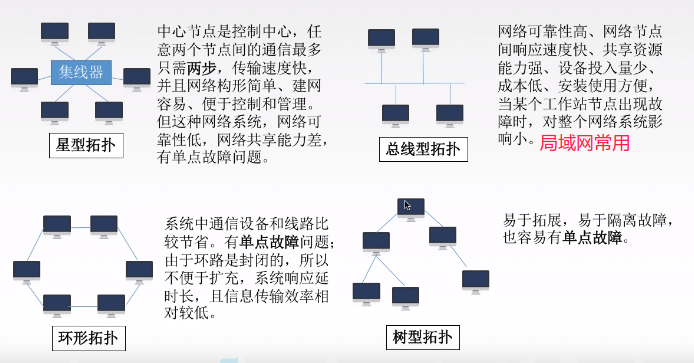 集线器
星型拓扑
中心节点是控制中心，任
意两个节点间的通信最多
只需两步，传输速度快，
并且网络构形简单、建网
容易、便于控制和管理。
但这种网络系统，网络可
靠性低，网络共享能力差，
有单点故障问题。
总线型拓扑
网络可靠性高、网络节点
间响应速度快、共享资源
能力强、设备投入量少、
成本低、安装使用方便，
当某个工作站节点出现故
障时，对整个网络系统影
响小。局域网常用
环形拓扑
系统中通信设备和线路比
较节省。有单点故障问题；
由于环路是封闭的，所以
不便于扩充，系统响应延
时长，且信息传输效率相
对较低。
树型拓扑
易于拓展，易于隔离故障，
也容易有单点故障。